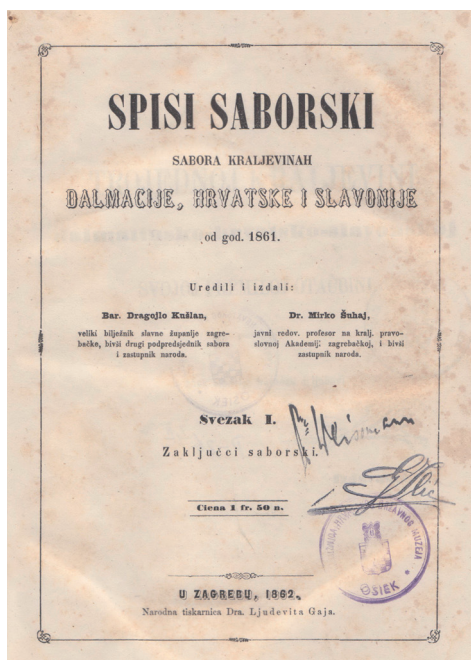 SPISI SABORSKI
SABORA KRALJEVINAH
DALMACIJE, HRVATSKE I SLAVONIJE
od god. 1861.
Uredili i izdali:
Bar. Dragojlo Kušlan,
veliki bilježnik slavne županije zagre-
bačke, bivši drugi podpredsjednik sabora
i zastupnik naroda.
Dr. Mirko Šuhaj,
javni redov. profesor na kralj. pravo-
slovnoj Akademiji zagrebačkoj, i bivši
zastupnik naroda.
Svezak I.
Zaključci saborski.
Ciena 1 fr. 50 n.
MUZEJA
OSIEK
U ZAGREBU, 1862.
Narodna tiskarnica Dra. Ljudevita Gaja.